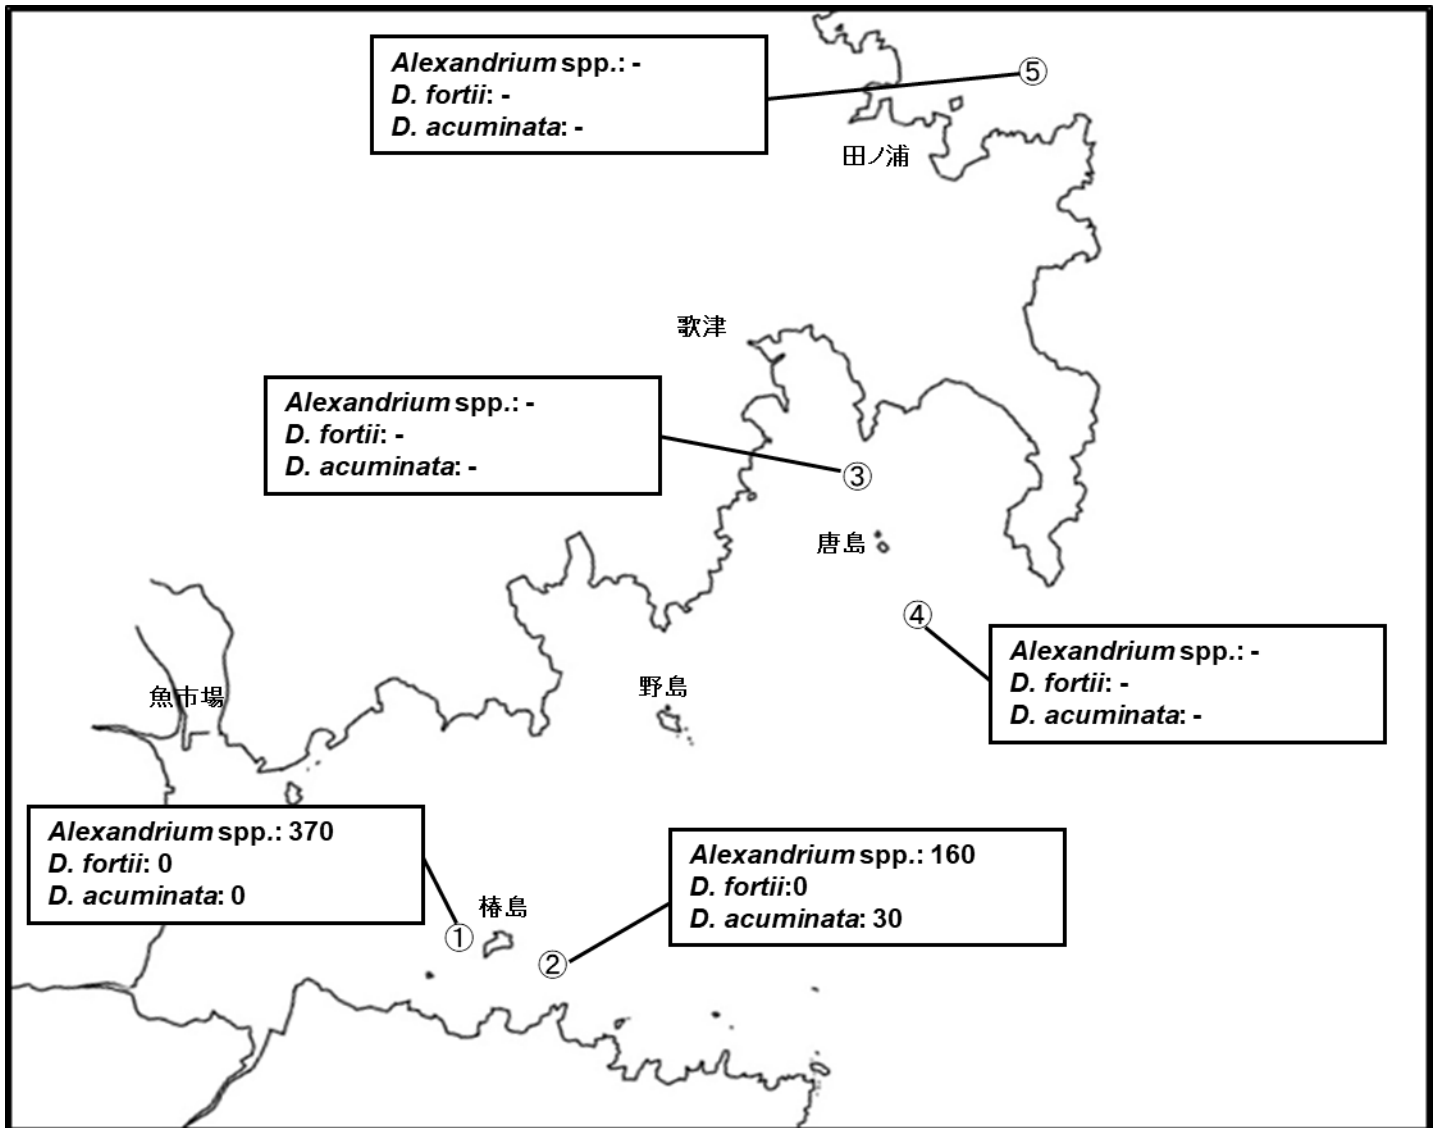 Alexandrium spp.: -
D. fortii: -
D. acuminata: -
⑤
田ノ浦
歌津
Alexandrium spp.: -
D. fortii: -
D. acuminata: -
③
唐島
④
Alexandrium spp.: -
D. fortii: -
D. acuminata: -
野島
魚市場
Alexandrium spp.: 370
D. fortii: 0
D. acuminata: 0
椿島
①
②
Alexandrium spp.: 160
D. fortii:0
D. acuminata: 30